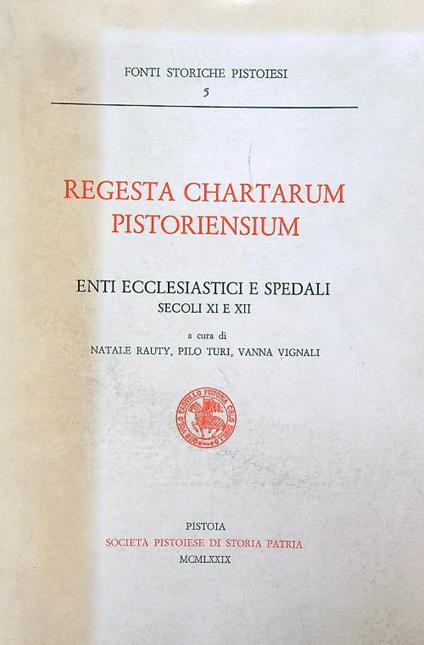 FONTI STORICHE PISTOIESI
5
REGESTA CHARTARUM
PISTORIENSIUM
ENTI ECCLESIASTICI E SPEDALI
SECOLI XI E XII
a cura di
NATALE RAUTY, PILO TURI, VANNA VIGNALI
PISTOIA
SOCIETÀ PISTOIESE DI STORIA PATRIA
MCMLXXIX